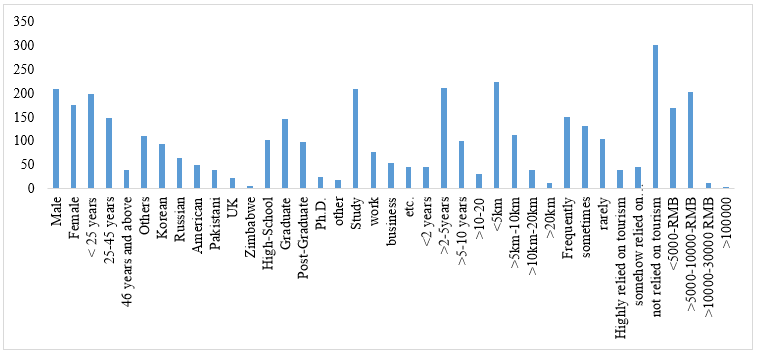 350
300
250
200
150
100
50
0
Male
Female
< 25 years
25-45 years
46 years and above
Others
Korean
Russian
American
Pakistani
UK
Zimbabwe
High-School
Graduate
Post-Graduate
Ph.D.
other
Study
work
business
etc.
<2 years
>2-5years
>5-10 years
>10-20
<5km
>5km-10km
>10km-20km
>20km
Frequently
sometimes
rarely
Highly relied on tourism
somehow relied on…
not relied on tourism
<5000-RMB
>5000-10000-RMB
>10000-30000 RMB
>100000